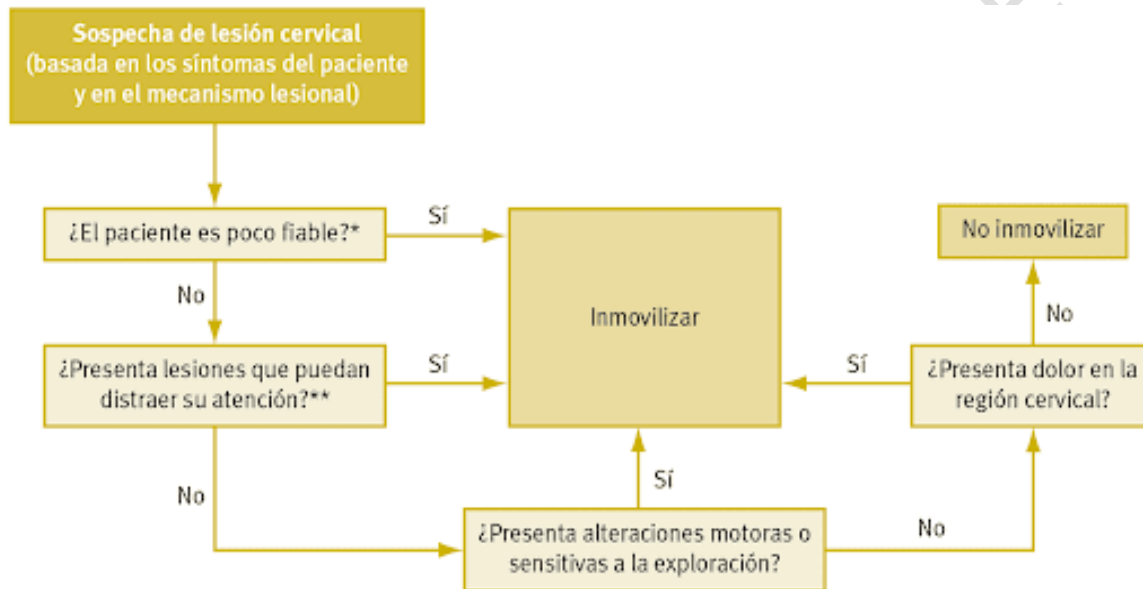 Sospecha de lesión cervical
(basada en los síntomas del paciente
y en el mecanismo lesional)
¿El paciente es poco fiable?*
Sí
Inmovilizar
No inmovilizar
No
No
¿Presenta lesiones que puedan
distraer su atención?**
Sí
Sí
¿Presenta dolor en la
región cervical?
No
Sí
¿Presenta alteraciones motoras o
sensitivas a la exploración?
No